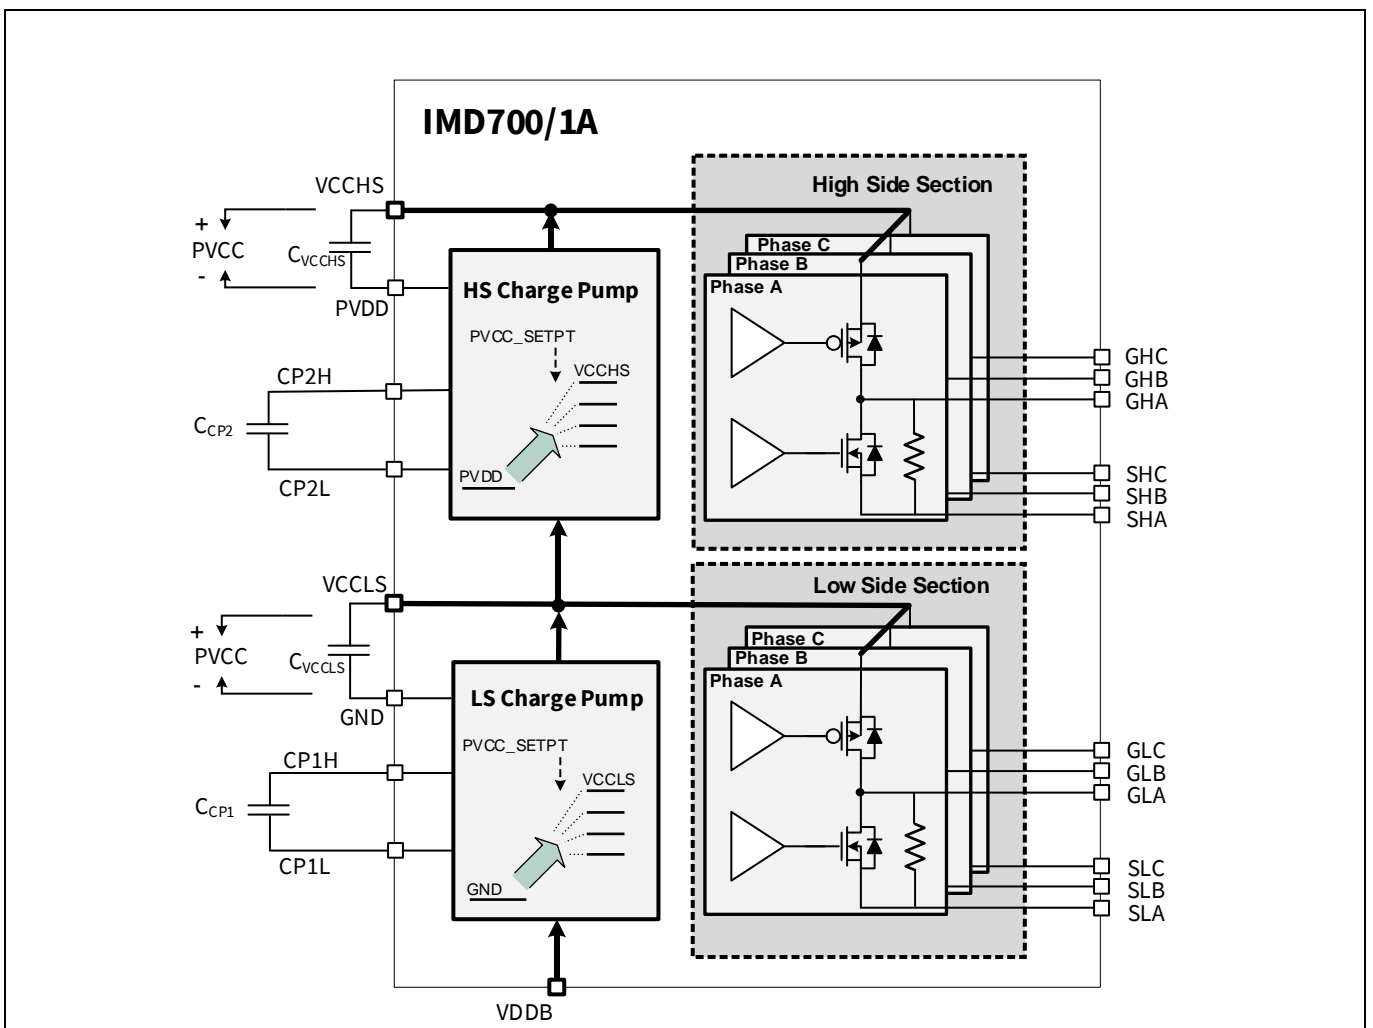 IMD700/1A
VCCHS
+
PVCC
-
CVCCHS
PVDD
HS Charge Pump
PVCC_SETPT
VCCHS
PVDD
CP2H
CCP2
CP2L
High Side Section
Phase C
Phase B
Phase A
GHC
GHB
GHA
SHC
SHB
SHA
VCCLS
+
PVCC
-
CVCCLS
GND
LS Charge Pump
PVCC_SETPT
VCCLS
GND
CP1H
CCP1
CP1L
Low Side Section
Phase C
Phase B
Phase A
GLC
GLB
GLA
SLC
SLB
SLA
VDDB